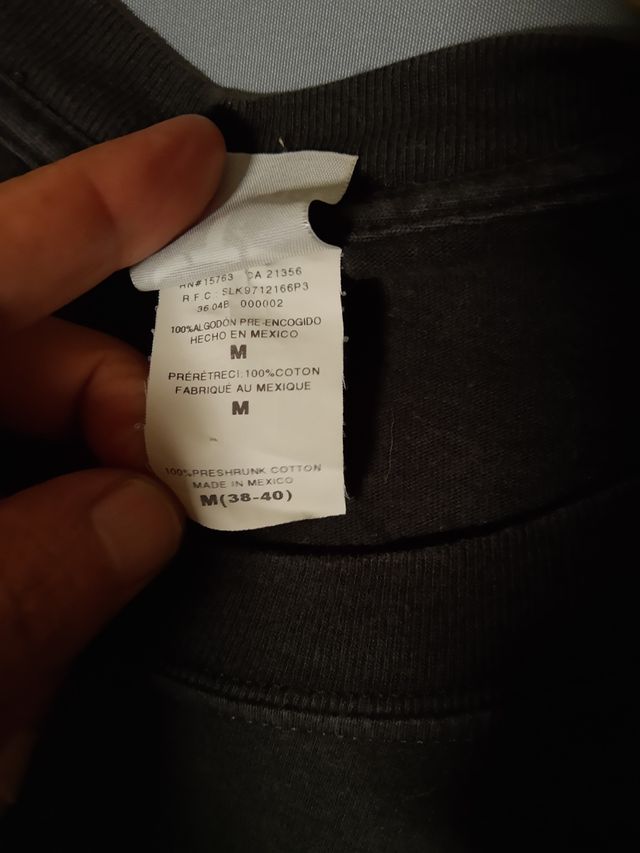 RN#15763 CA 21356
R.F.C. SLK9712166P3
36.04B 000002
100%ALGODÓN PRE-ENCOGIDO
HECHO EN MEXICO
M
PRÉRÉTRECI:100%COTON
FABRIQUÉ AU MEXIQUE
M
100%PRESHRUNK COTTON
MADE IN MEXICO
M(38-40)